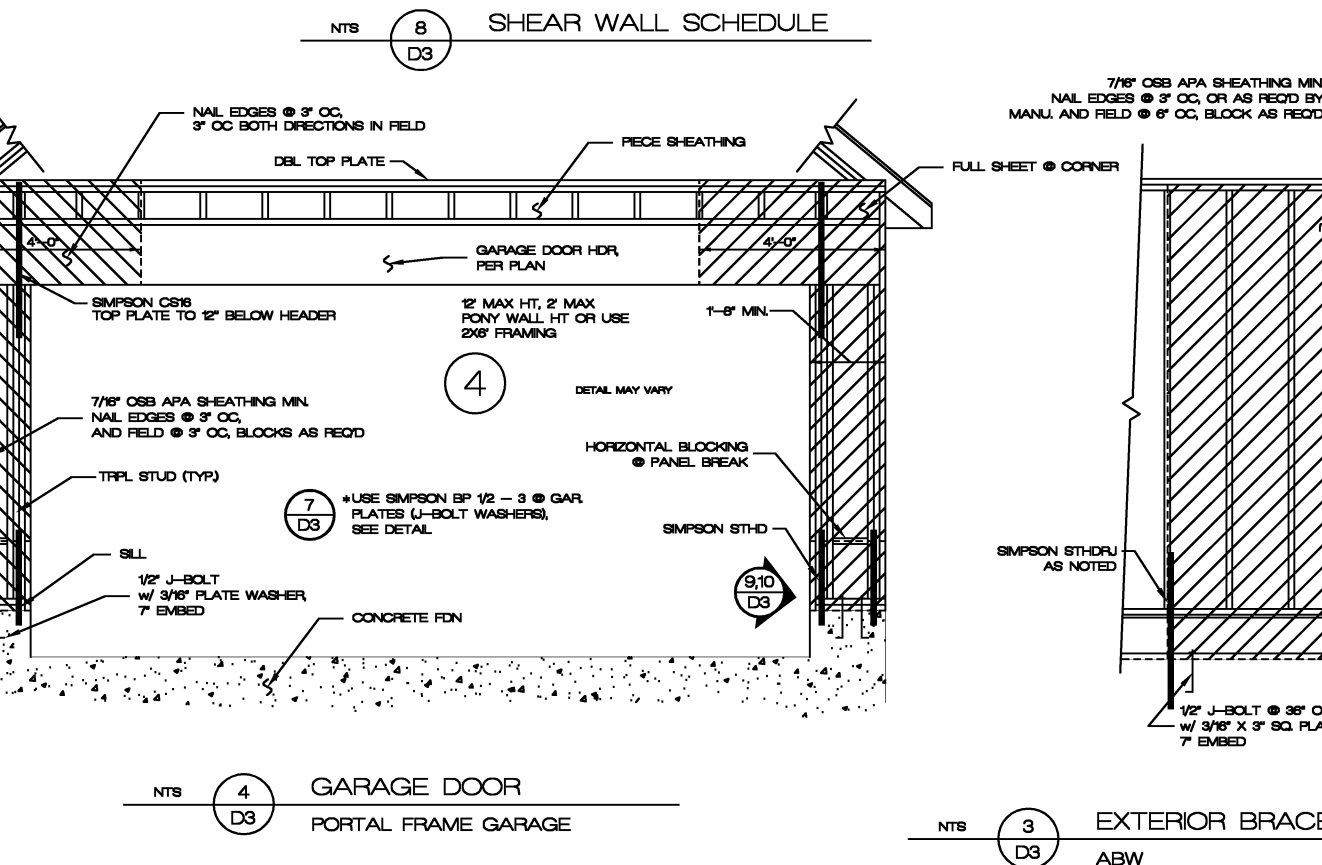 NTS 8 SHEAR WALL SCHEDULE
D3
NAIL EDGES @ 3" OC,
3" OC BOTH DIRECTIONS IN FIELD
DBL TOP PLATE
PIECE SHEATHING
7/16" OSB APA SHEATHING MIN.
NAIL EDGES @ 3" OC, OR AS REQ'D BY
MANU. AND FIELD @ 6" OC, BLOCK AS REQ'D
FULL SHEET @ CORNER
4'-0"
4'-0"
GARAGE DOOR HDR,
PER PLAN
SIMPSON CS16
TOP PLATE TO 12" BELOW HEADER
12' MAX HT, 2' MAX
PONY WALL HT OR USE
2X6' FRAMING
1'-8" MIN.
4
DETAIL MAY VARY
7/16" OSB APA SHEATHING MIN.
NAIL EDGES @ 3" OC,
AND FIELD @ 3" OC, BLOCKS AS REQ'D
HORIZONTAL BLOCKING
@ PANEL BREAK
TRPL STUD (TYP.)
7
D3
*USE SIMPSON BP 1/2 - 3 @ GAR.
PLATES (J-BOLT WASHERS),
SEE DETAIL
SIMPSON STHD
SILL
1/2" J-BOLT
w/ 3/16" PLATE WASHER,
7" EMBED
9,10
D3
CONCRETE FDN
SIMPSON STHDRJ
AS NOTED
1/2" J-BOLT @ 36" O
w/ 3/16" X 3" SQ. PLA
7" EMBED
NTS 4 GARAGE DOOR
D3 PORTAL FRAME GARAGE
NTS 3 EXTERIOR BRACE
D3 ABW